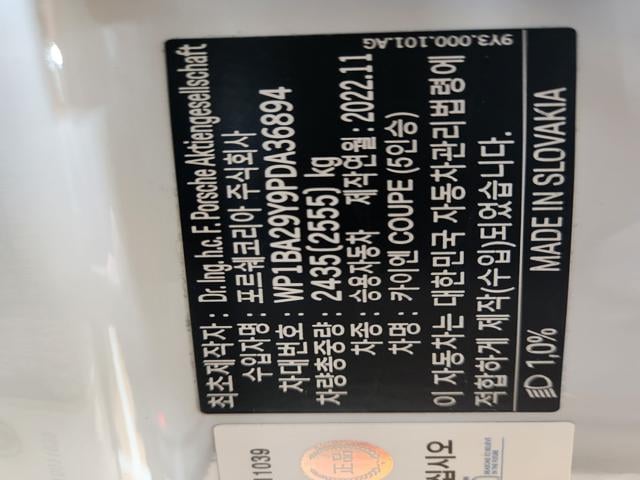 9Y3.000.101.AG
최초제작자 : Dr. Ing. h.c. F. Porsche Aktiengesellschaft
수입자명 : 포르쉐코리아 주식회사
차대번호 : WP1BA29Y9PDA36894
차량총중량 : 2435(2555) kg
차종 : 승용자동차 제작연월 : 2022.11
차명 : 카이엔 COUPE (5인승)
이 자동차는 대한민국 자동차관리법령에
적합하게 제작(수입)되었습니다.
1,0% MADE IN SLOVAKIA
11039
십시오